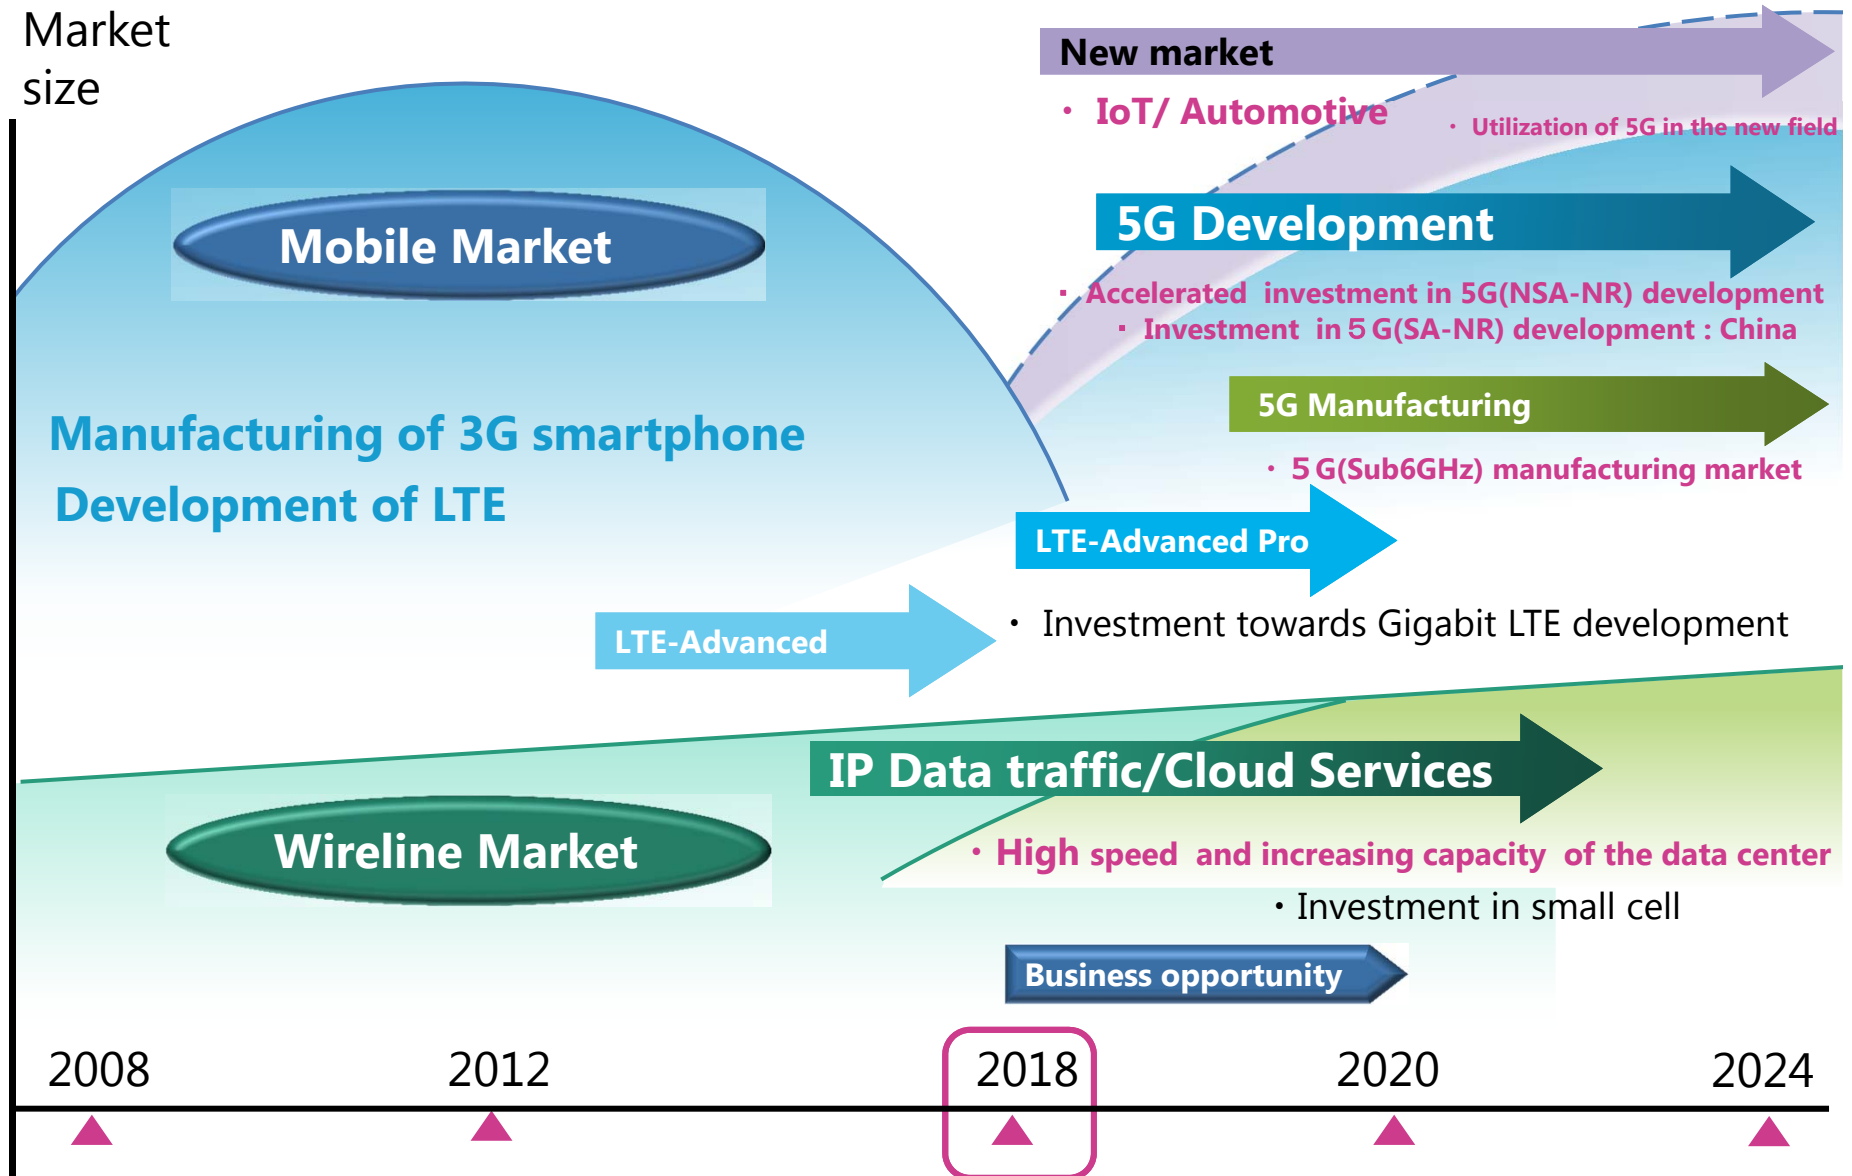 Market
size
New market
・ IoT/ Automotive
・ Utilization of 5G in the new field
Mobile Market
5G Development
▪ Accelerated investment in 5G(NSA-NR) development
▪ Investment in５G(SA-NR) development : China
5G Manufacturing
・５G(Sub6GHz) manufacturing market
Manufacturing of 3G smartphone
Development of LTE
LTE-Advanced Pro
・ Investment towards Gigabit LTE development
LTE-Advanced
IP Data traffic/Cloud Services
Wireline Market
・High speed and increasing capacity of the data center
・Investment in small cell
Business opportunity
2008 2012 2018 2020 2024